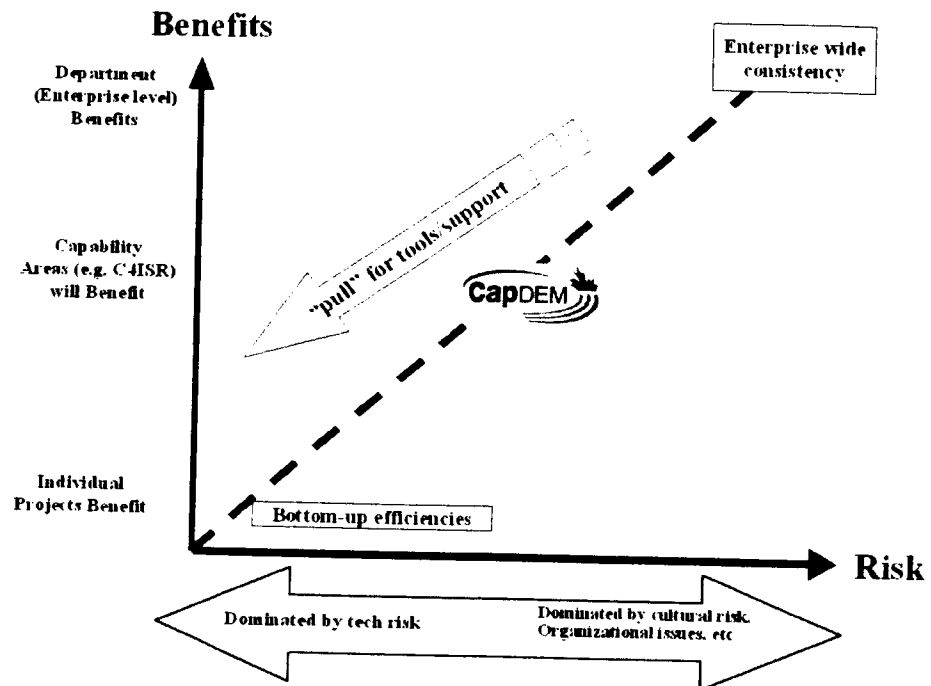 Benefits
Department
(Enterprise level)
Benefits
Enterprise wide
consistency
"pull" for tools/support
Capability
Areas (e.g. C4ISR)
will Benefit
CapDEM
Individual
Projects Benefit
Bottom-up efficiencies
Risk
Dominated by tech risk
Dominated by cultural risk.
Organizational issues. etc